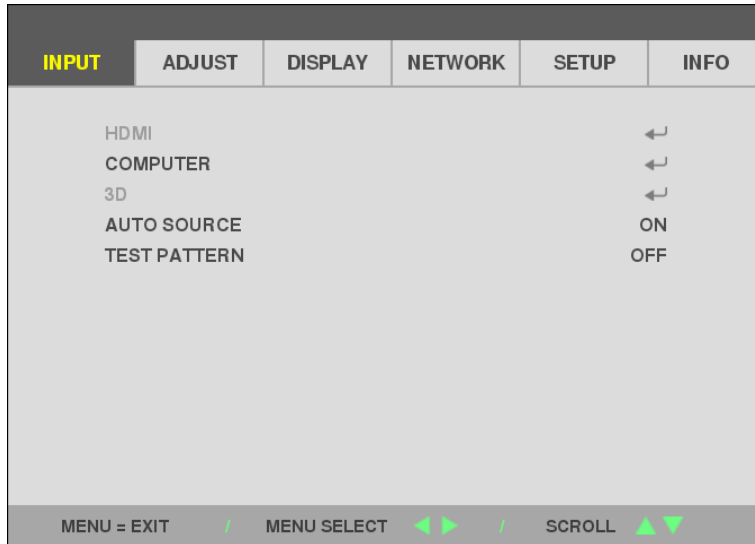 INPUT ADJUST DISPLAY NETWORK SETUP INFO
HDMI
COMPUTER
3D
AUTO SOURCE ON
TEST PATTERN OFF
MENU = EXIT / MENU SELECT / SCROLL